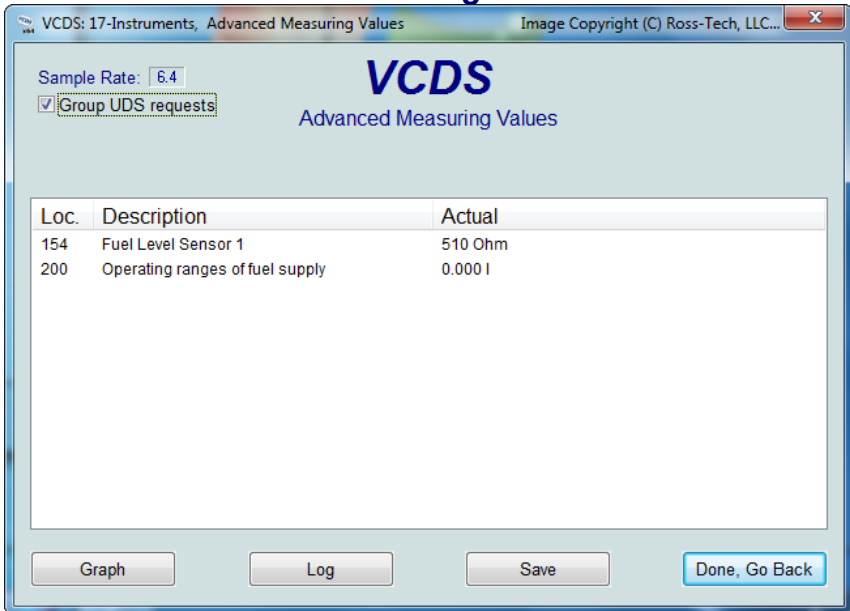 VCDS: 17-Instruments, Advanced Measuring Values Image Copyright (C) Ross-Tech, LLC...
Sample Rate: 6.4
Group UDS requests
VCDS
Advanced Measuring Values
Loc. Description Actual
154 Fuel Level Sensor 1 510 Ohm
200 Operating ranges of fuel supply 0.000 l
Graph Log Save Done, Go Back